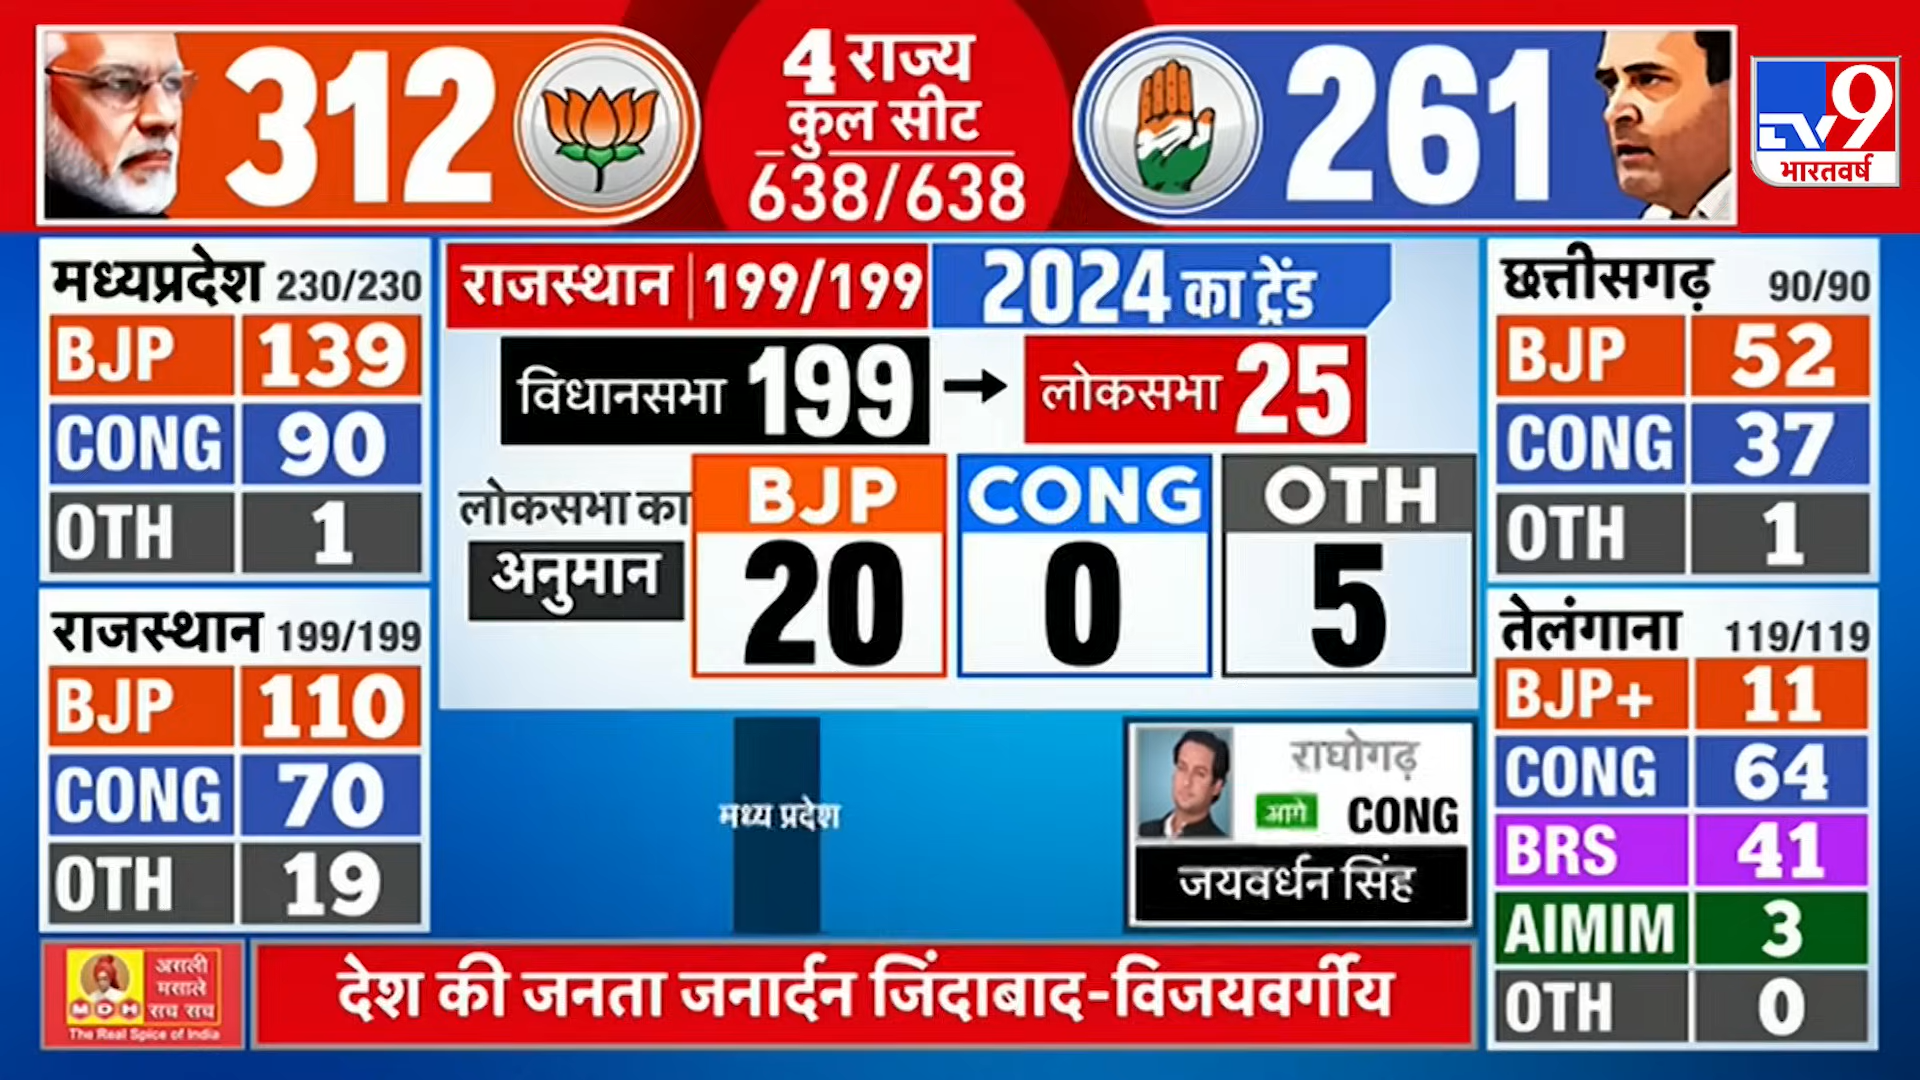 312
4 राज्य
कुल सीट
638/638
261
TV9
भारतवर्ष
मध्यप्रदेश 230/230
BJP 139
CONG 90
OTH 1
राजस्थान 199/199
BJP 110
CONG 70
OTH 19
राजस्थान 199/199 2024 का ट्रेंड
विधानसभा 199 → लोकसभा 25
लोकसभा का
अनुमान
BJP CONG OTH
20 0 5
मध्य प्रदेश
राघोगढ़
आगे CONG
जयवर्धन सिंह
छत्तीसगढ़ 90/90
BJP 52
CONG 37
OTH 1
तेलंगाना 119/119
BJP+ 11
CONG 64
BRS 41
AIMIM 3
OTH 0
MDH
असली
मसाले
सच सच
The Real Spice of India
देश की जनता जनार्दन जिंदाबाद-विजयवर्गीय